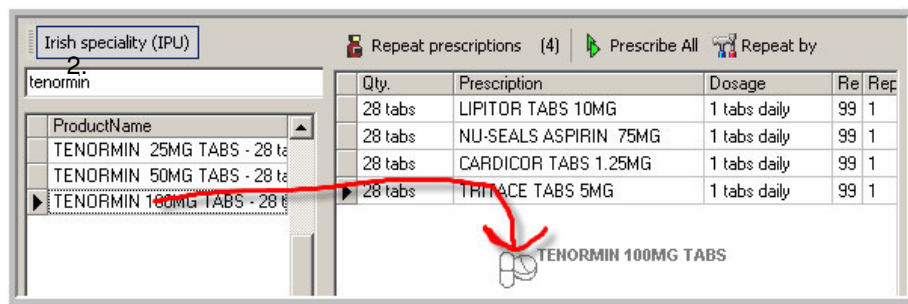 Irish speciality (IPU)
2.
tenormin
ProductName
TENORMIN 25MG TABS - 28 ta
TENORMIN 50MG TABS - 28 ta
TENORMIN 100MG TABS - 28 t
Repeat prescriptions (4) Prescribe All Repeat by
Qty. Prescription Dosage Re Rep
28 tabs LIPITOR TABS 10MG 1 tabs daily 99 1
28 tabs NU-SEALS ASPIRIN 75MG 1 tabs daily 99 1
28 tabs CARDICOR TABS 1.25MG 1 tabs daily 99 1
28 tabs TRITACE TABS 5MG 1 tabs daily 99 1
TENORMIN 100MG TABS